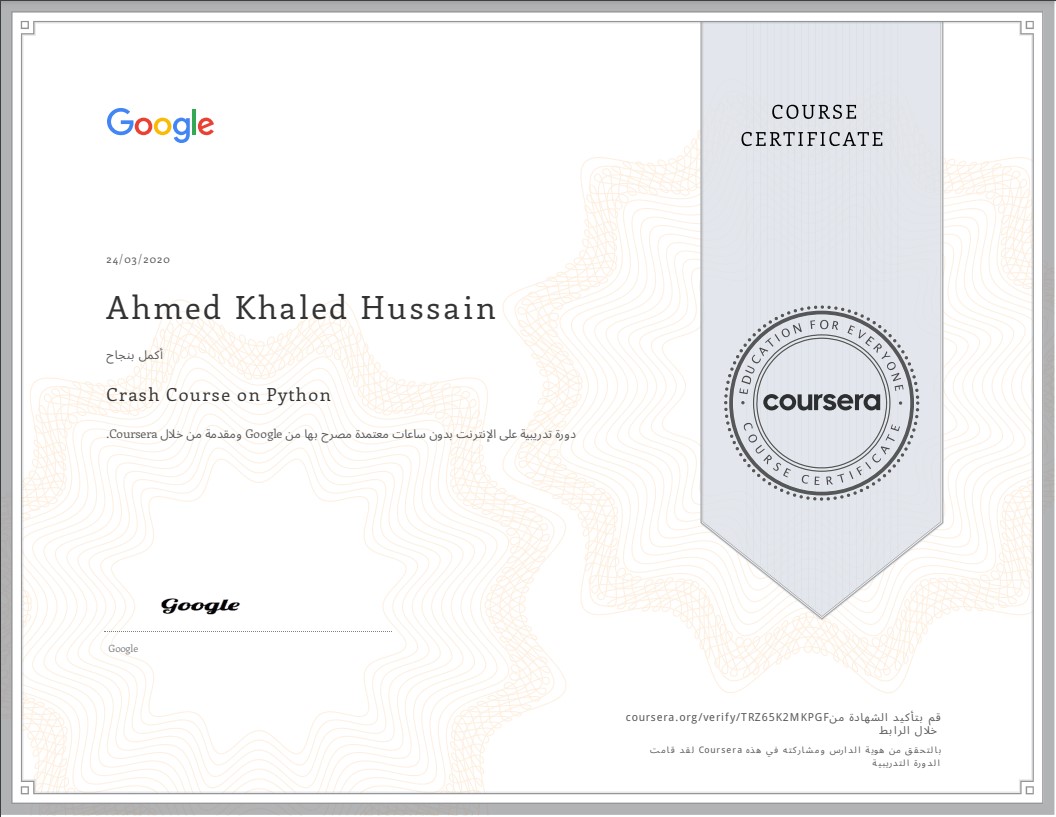 Google
COURSE
CERTIFICATE
24/03/2020
Ahmed Khaled Hussain
أكمل بنجاح
Crash Course on Python
دورة تدريبية على الإنترنت بدون ساعات معتمدة مصرح بها من Google ومقدمة من خلال Coursera.
EDUCATION FOR EVERYONE
coursera
COURSE CERTIFICATE
Google
Google
قم بتأكيد الشهادة من coursera.org/verify/TRZ65K2MKPGF
خلال الرابط
بالتحقق من هوية الدارس ومشاركته في هذه Coursera لقد قامت
الدورة التدريبية